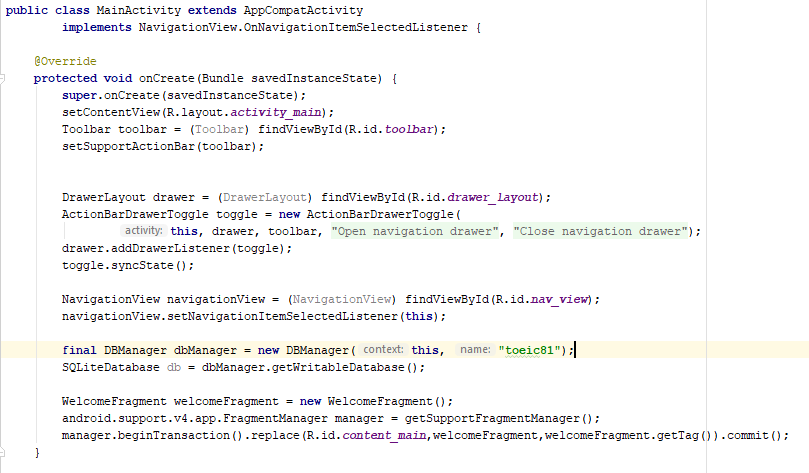 public class MainActivity extends AppCompatActivity
        implements NavigationView.OnNavigationItemSelectedListener {

    @Override
    protected void onCreate(Bundle savedInstanceState) {
        super.onCreate(savedInstanceState);
        setContentView(R.layout.activity_main);
        Toolbar toolbar = (Toolbar) findViewById(R.id.toolbar);
        setSupportActionBar(toolbar);


        DrawerLayout drawer = (DrawerLayout) findViewById(R.id.drawer_layout);
        ActionBarDrawerToggle toggle = new ActionBarDrawerToggle(
                activity: this, drawer, toolbar, "Open navigation drawer", "Close navigation drawer");
        drawer.addDrawerListener(toggle);
        toggle.syncState();

        NavigationView navigationView = (NavigationView) findViewById(R.id.nav_view);
        navigationView.setNavigationItemSelectedListener(this);

        final DBManager dbManager = new DBManager( context: this, name: "toeic81");
        SQLiteDatabase db = dbManager.getWritableDatabase();

        WelcomeFragment welcomeFragment = new WelcomeFragment();
        android.support.v4.app.FragmentManager manager = getSupportFragmentManager();
        manager.beginTransaction().replace(R.id.content_main,welcomeFragment,welcomeFragment.getTag()).commit();
    }